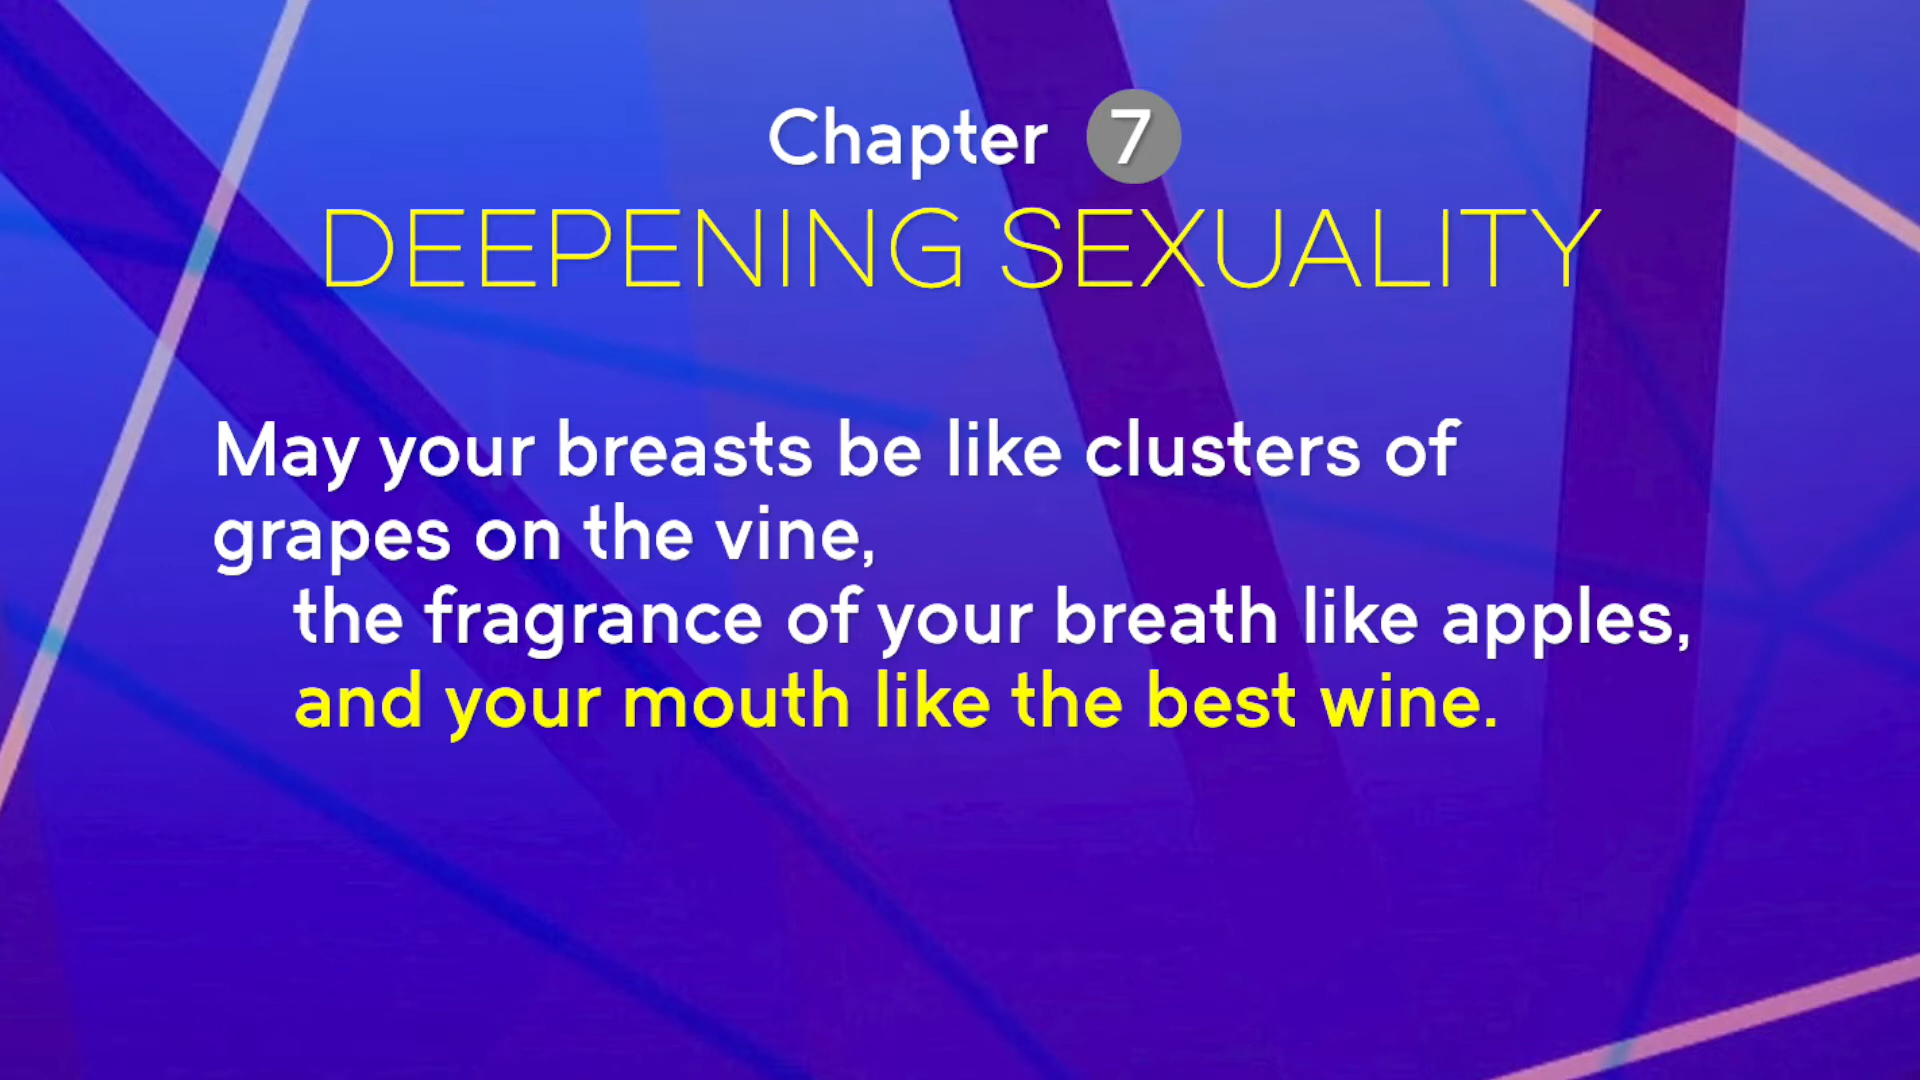 Chapter 7
DEEPENING SEXUALITY
May your breasts be like clusters of
grapes on the vine,
the fragrance of your breath like apples,
and your mouth like the best wine.